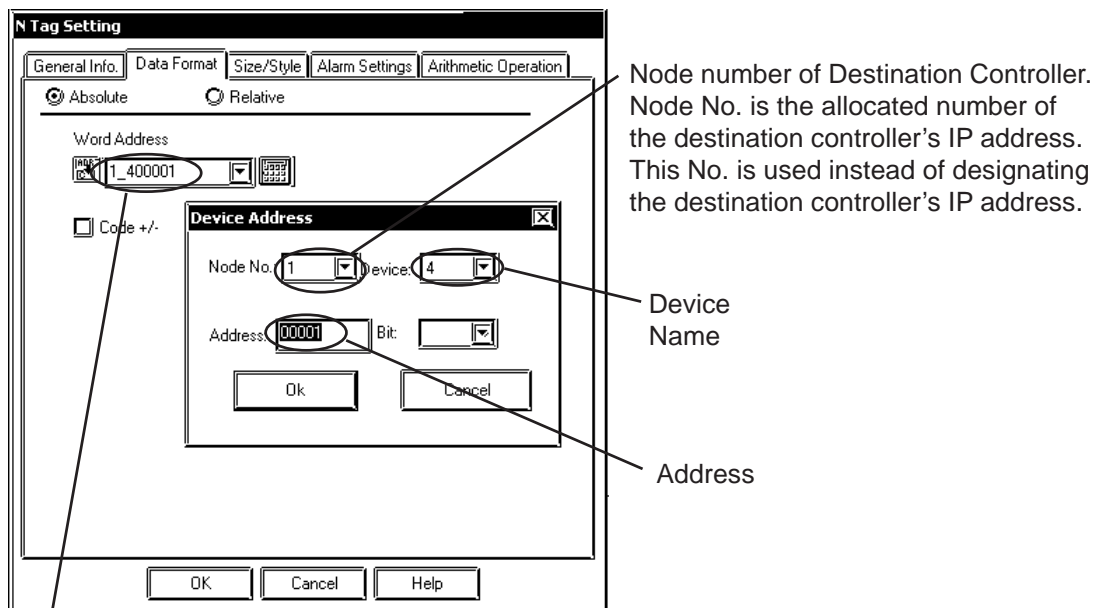 N Tag Setting
General Info. Data Format Size/Style Alarm Settings Arithmetic Operation
Absolute Relative
Word Address
1_400001
Code +/-
Device Address
Node No. 1 Device: 4
Address: 00001 Bit:
Ok Cancel
OK Cancel Help
Node number of Destination Controller.
Node No. is the allocated number of
the destination controller’s IP address.
This No. is used instead of designating
the destination controller’s IP address.
Device
Name
Address